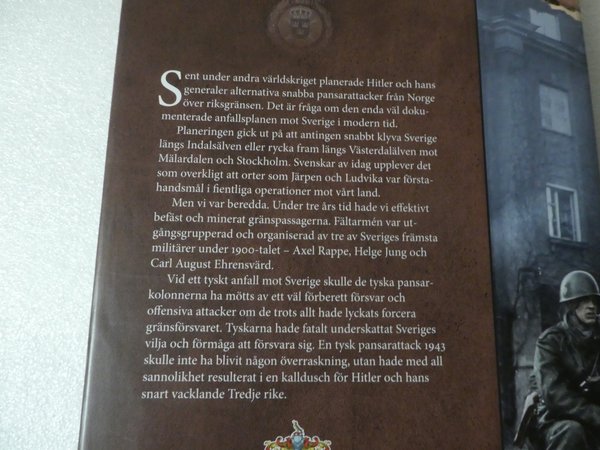 Sent under andra världskriget planerade Hitler och hans
generaler alternativa snabba pansarattacker från Norge
över riksgränsen. Det är fråga om den enda väl doku-
menterade anfallsplanen mot Sverige i modern tid.
Planeringen gick ut på att antingen snabbt klyva Sverige
längs Indalsälven eller rycka fram längs Västerdalälven mot
Mälardalen och Stockholm. Svenskar av idag upplever det
som overkligt att orter som Järpen och Ludvika var första-
handsmål i fientliga operationer mot vårt land.
Men vi var beredda. Under tre års tid hade vi effektivt
befäst och minerat gränspassagerna. Fältarmén var ut-
gångsgrupperad och organiserad av tre av Sveriges främsta
militärer under 1900-talet – Axel Rappe, Helge Jung och
Carl August Ehrensvärd.
Vid ett tyskt anfall mot Sverige skulle de tyska pansar-
kolonnerna ha mötts av ett väl förberett försvar och
offensiva attacker om de trots allt hade lyckats forcera
gränsförsvaret. Tyskarna hade fatalt underskattat Sveriges
vilja och förmåga att försvara sig. En tysk pansarattack 1943
skulle inte ha blivit någon överraskning, utan hade med all
sannolikhet resulterat i en kalldusch för Hitler och hans
snart vacklande Tredje rike.